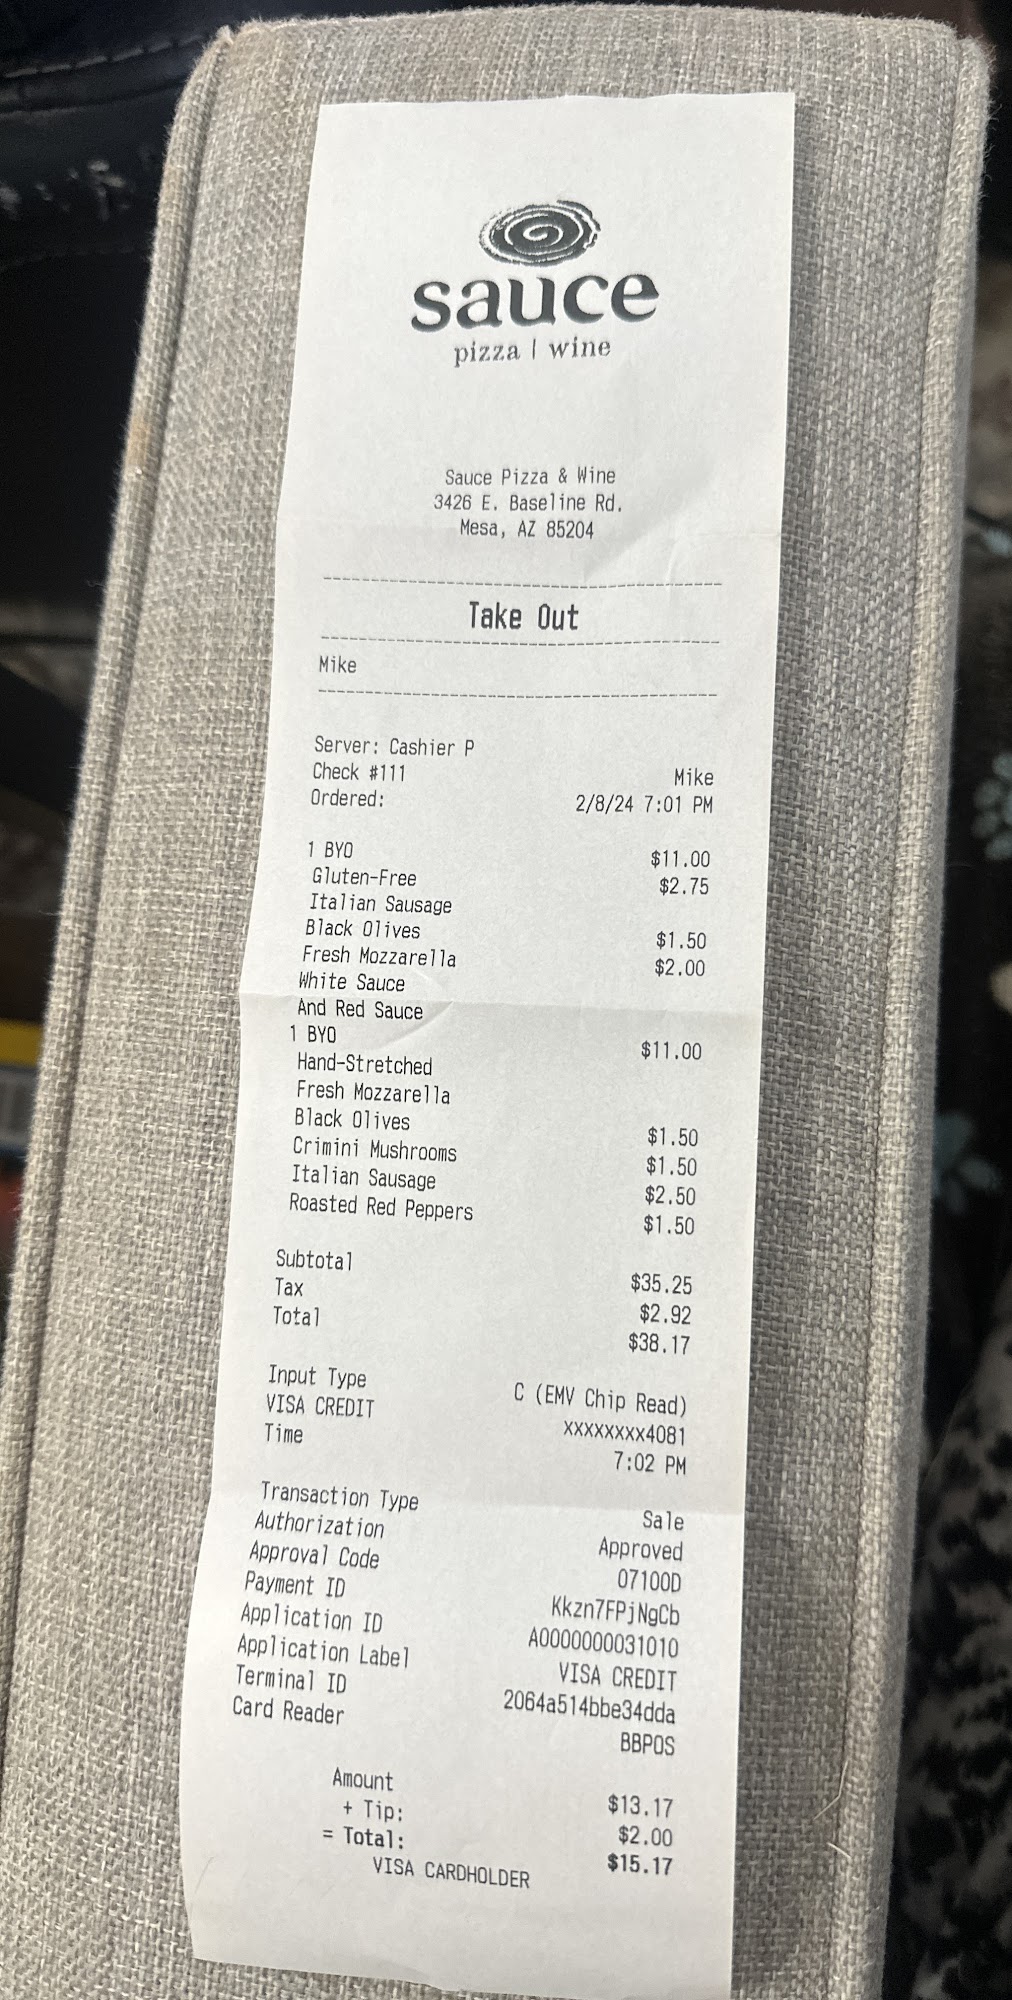 sauce
pizza | wine
Sauce Pizza & Wine
3426 E. Baseline Rd.
Mesa, AZ 85204
Take Out
Mike
Server: Cashier P
Check #111 Mike
Ordered: 2/8/24 7:01 PM
1 BYO $11.00
Gluten-Free $2.75
Italian Sausage
Black Olives $1.50
Fresh Mozzarella $2.00
White Sauce
And Red Sauce
1 BYO $11.00
Hand-Stretched
Fresh Mozzarella
Black Olives $1.50
Crimini Mushrooms $1.50
Italian Sausage $2.50
Roasted Red Peppers $1.50
Subtotal $35.25
Tax $2.92
Total $38.17
Input Type C (EMV Chip Read)
VISA CREDIT xxxxxxxx4081
Time 7:02 PM
Transaction Type Sale
Authorization Approved
Approval Code 07100D
Payment ID Kkzn7FPjNgCb
Application ID A0000000031010
Application Label VISA CREDIT
Terminal ID 2064a514bbe34dda
Card Reader BBPOS
Amount $13.17
+ Tip: $2.00
= Total: $15.17
VISA CARDHOLDER